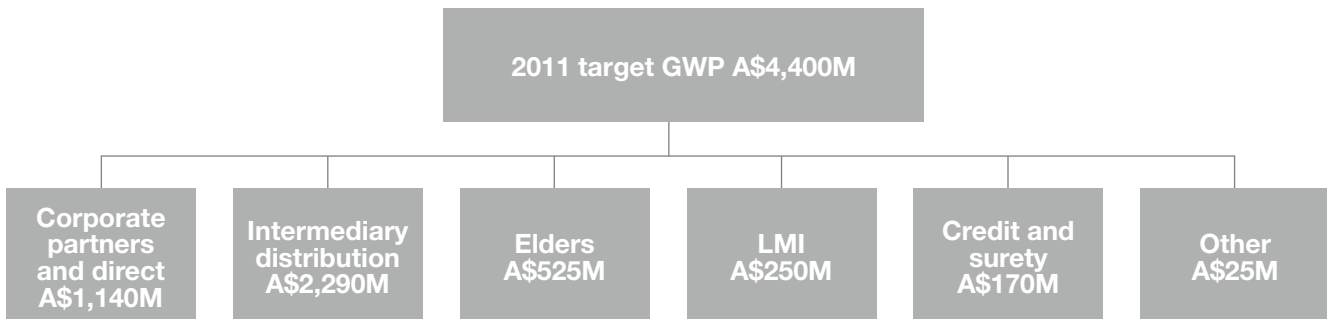 2011 target GWP A$4,400M
Corporate
partners
and direct
A$1,140M
Intermediary
distribution
A$2,290M
Elders
A$525M
LMI
A$250M
Credit and
surety
A$170M
Other
A$25M